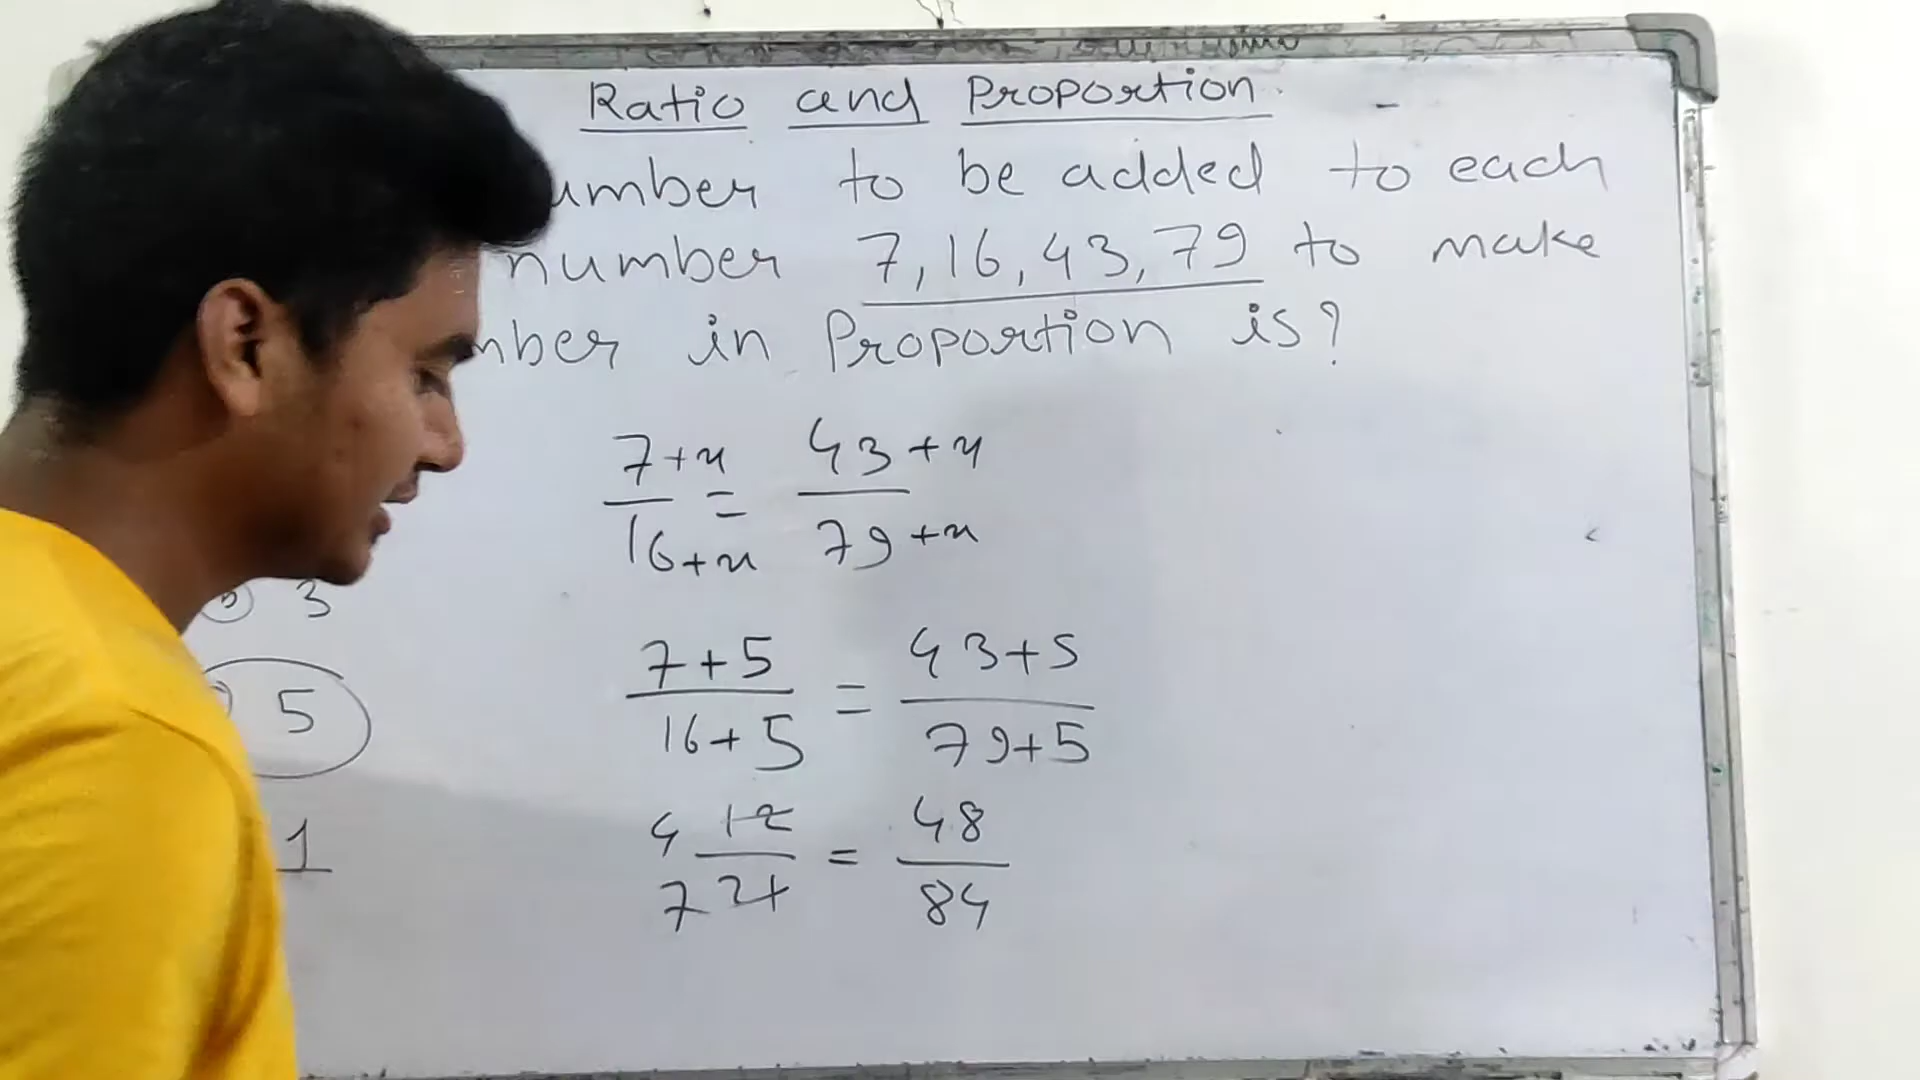 Ratio and Proportion
to be added to each
number 7, 16, 43, 79 to make
in Proportion is?
7+x / 16+x = 43+x / 79+x
3
7+5 / 16+5 = 43+5 / 79+5
5
4 12 / 7 21 = 48 / 84
1